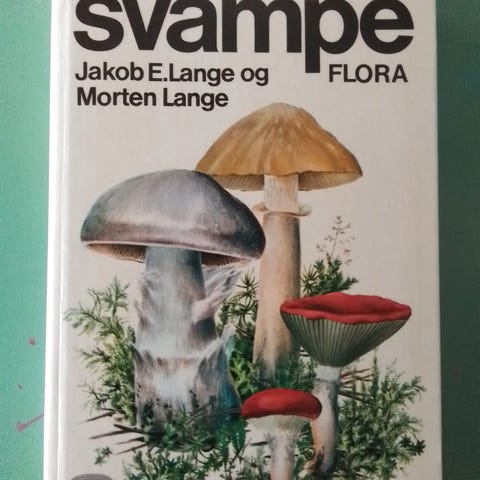 svampe
Jakob E.Lange og FLORA
Morten Lange